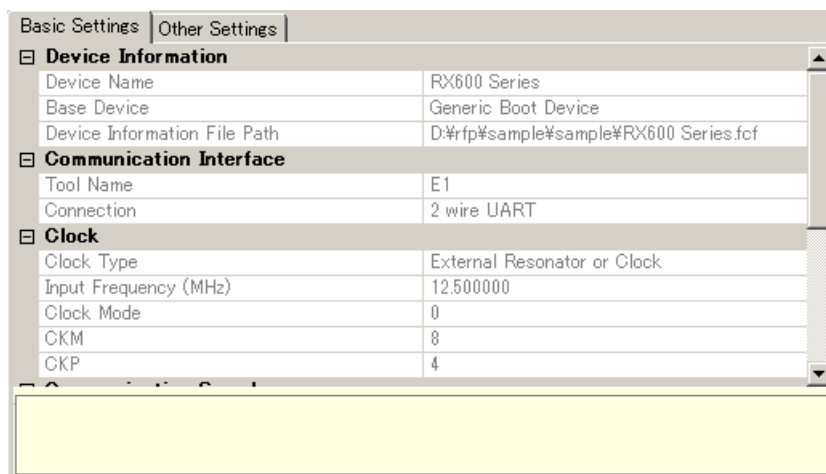 Basic Settings Other Settings
Device Information
Device Name RX600 Series
Base Device Generic Boot Device
Device Information File Path D:¥rfp¥sample¥sample¥RX600 Series.fcf
Communication Interface
Tool Name E1
Connection 2 wire UART
Clock
Clock Type External Resonator or Clock
Input Frequency (MHz) 12.500000
Clock Mode 0
CKM 8
CKP 4